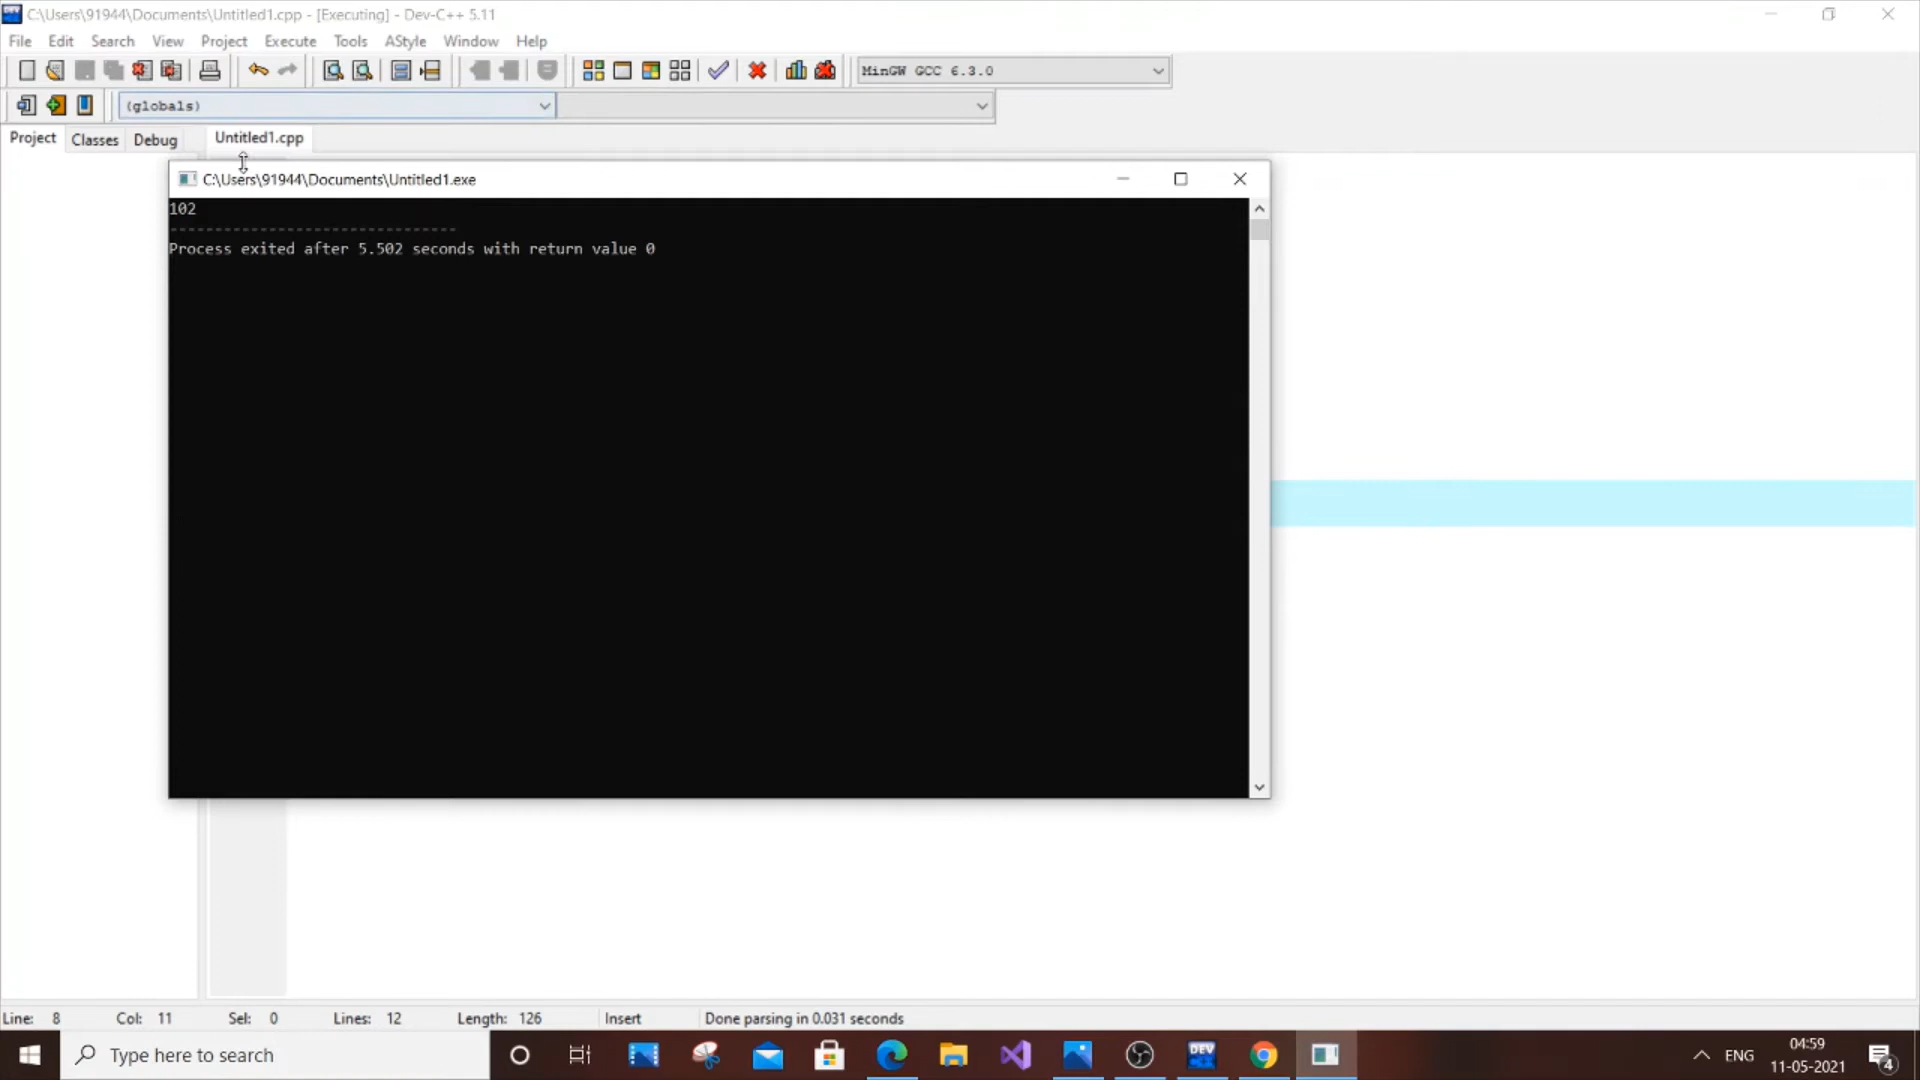 C:\Users\91944\Documents\Untitled1.cpp - [Executing] - Dev-C++ 5.11
File Edit Search View Project Execute Tools AStyle Window Help
MinGW GCC 6.3.0
(globals)
Project Classes Debug Untitled1.cpp
C:\Users\91944\Documents\Untitled1.exe
102
--------------------------------
Process exited after 5.502 seconds with return value 0
Line: 8 Col: 11 Sel: 0 Lines: 12 Length: 126 Insert Done parsing in 0.031 seconds
Type here to search
DEV
ENG
04:59
11-05-2021
4